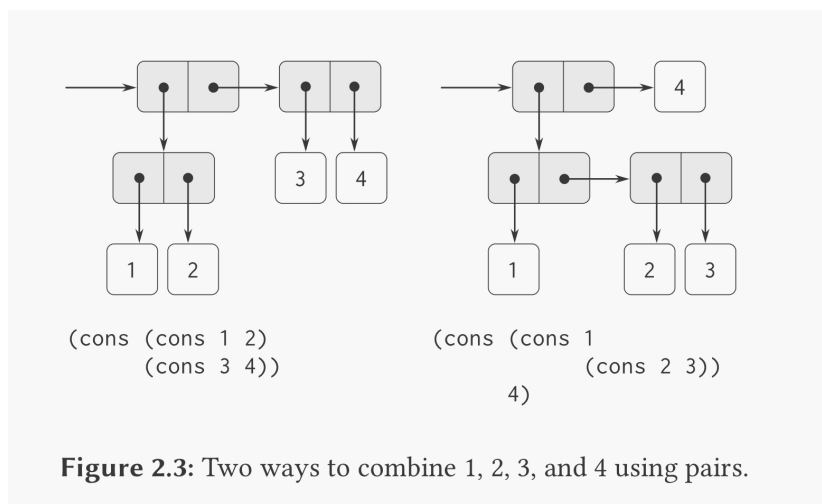 4
3 4
1 2
1
2 3
(cons (cons 1 2)
(cons 3 4))
(cons (cons 1
(cons 2 3))
4)
Figure 2.3: Two ways to combine 1, 2, 3, and 4 using pairs.